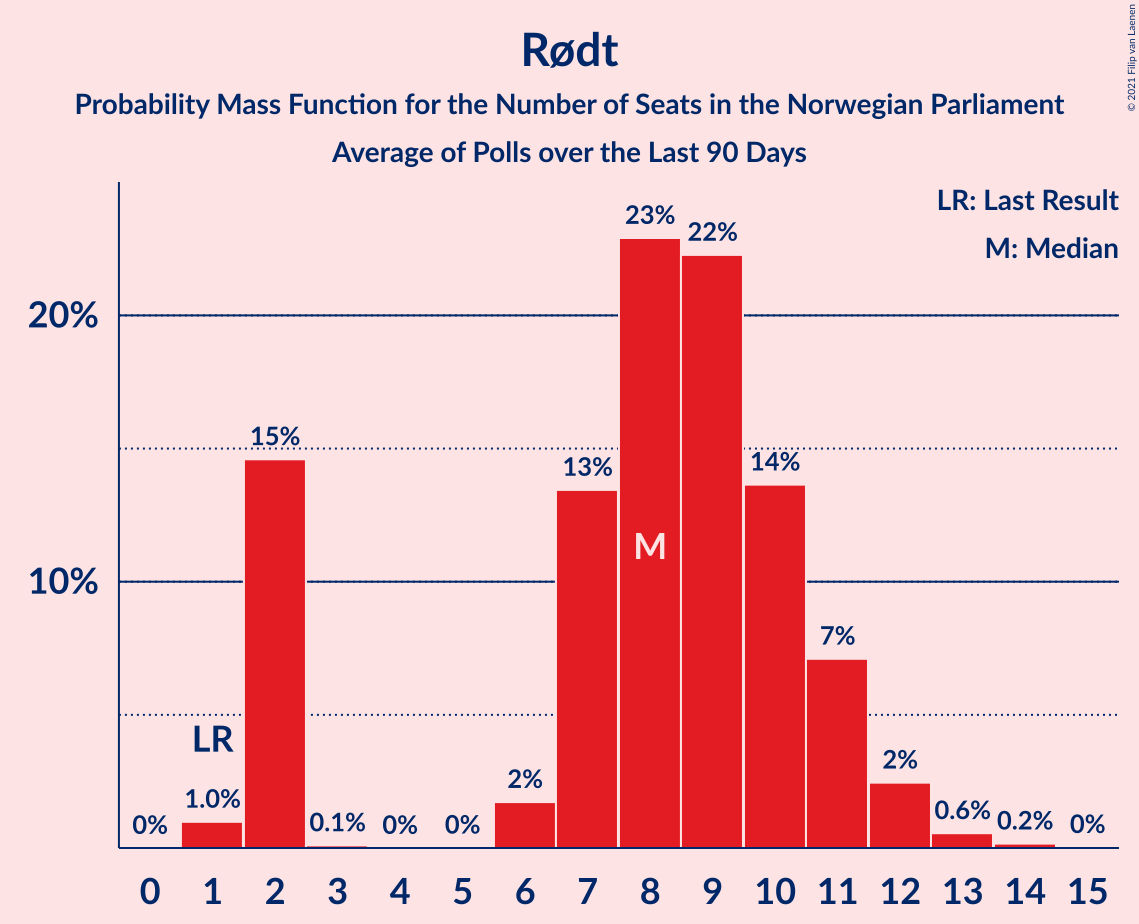 © 2021 Filip van Laenen
Rødt
Probability Mass Function for the Number of Seats in the Norwegian Parliament
Average of Polls over the Last 90 Days
LR: Last Result
M: Median
20%
10%
0% 1.0% 15% 0.1% 0% 0% 2% 13% 23% 22% 14% 7% 2% 0.6% 0.2% 0%
LR
M
0 1 2 3 4 5 6 7 8 9 10 11 12 13 14 15